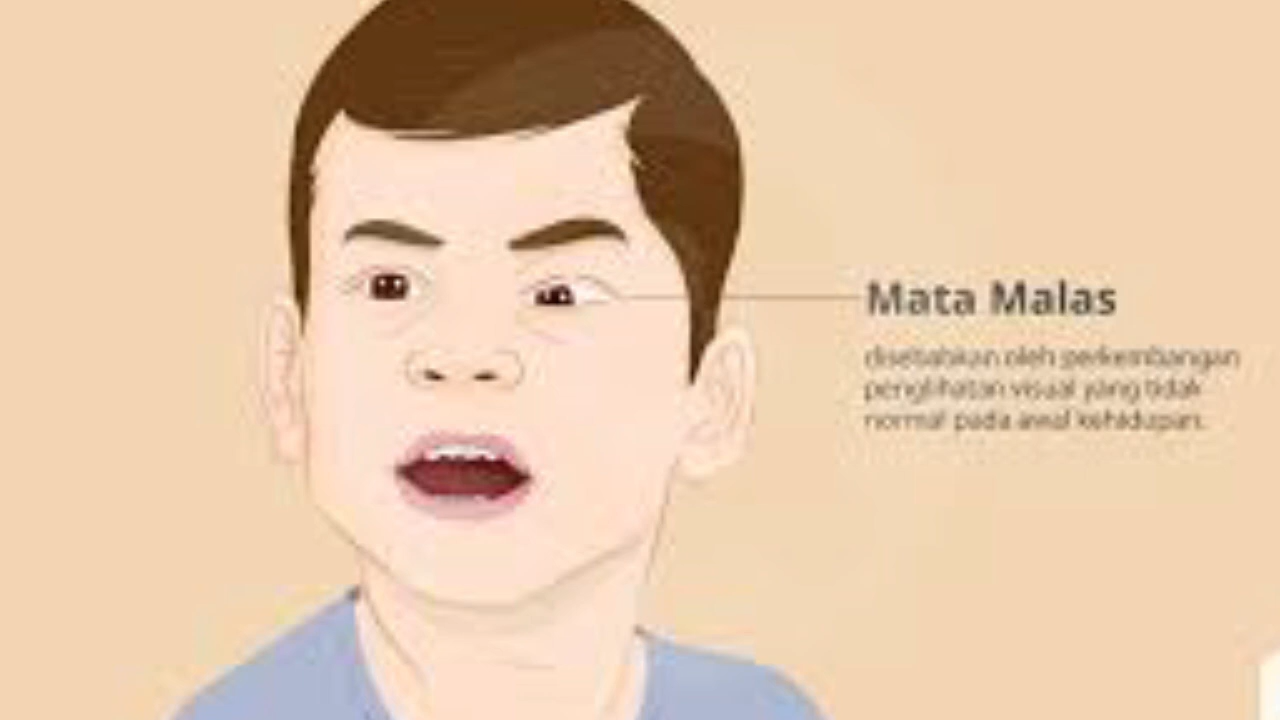 Mata Malas
disebabkan oleh perkembangan
penglihatan visual yang tidak
normal pada awal kehidupan.